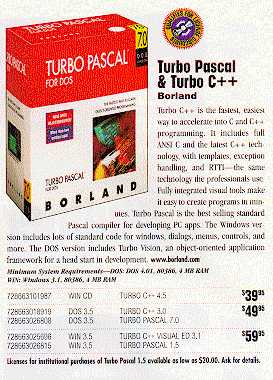 TURBO PASCAL
FOR DOS
7.0
TURBO PASCAL
FOR DOS
BORLAND
Turbo Pascal
& Turbo C++
Borland
Turbo C++ is the fastest, easiest
way to accelerate into C and C++
programming. It includes full
ANSI C and the latest C++ tech-
nology, with templates, exception
handling, and RTTI—the same
technology the professionals use.
Fully integrated visual tools make
it easy to create programs in min-
utes. Turbo Pascal is the best selling standard
Pascal compiler for developing PC apps. The Windows ver-
sion includes lots of standard code for windows, dialogs, menus, controls, and
more. The DOS version includes Turbo Vision, an object-oriented application
framework for a head start in development. www.borland.com
Minimum System Requirements—DOS: DOS 4.01, 80386, 4 MB RAM
WIN: Windows 3.1, 80386, 4 MB RAM
728663101987 WIN CD TURBO C++ 4.5 $39.95
728663018919 DOS 3.5 TURBO C++ 3.0 $49.95
728663026808 DOS 3.5 TURBO PASCAL 7.0
728663025698 WIN 3.5 TURBO C++ VISUAL ED 3.1 $59.95
728663026815 WIN 3.5 TURBO PASCAL 1.5
Licenses for institutional purchases of Turbo Pascal 1.5 available as low as $20.00. Ask for details.